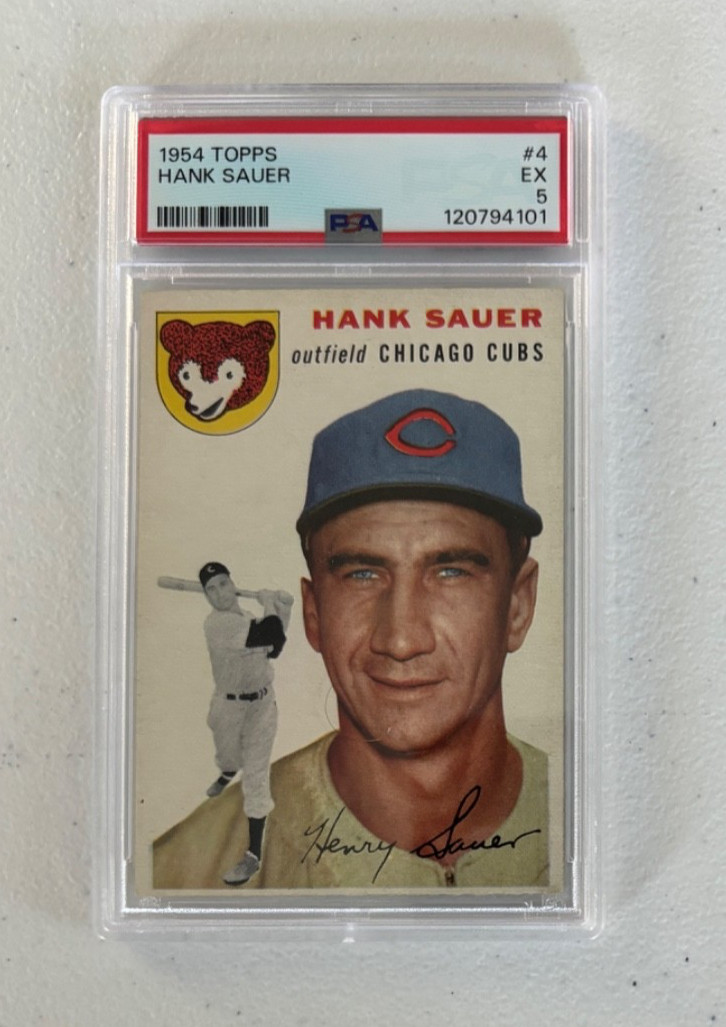 1954 TOPPS #4
HANK SAUER EX
5
PSA 120794101
HANK SAUER
outfield CHICAGO CUBS
C
C
Henry Sauer